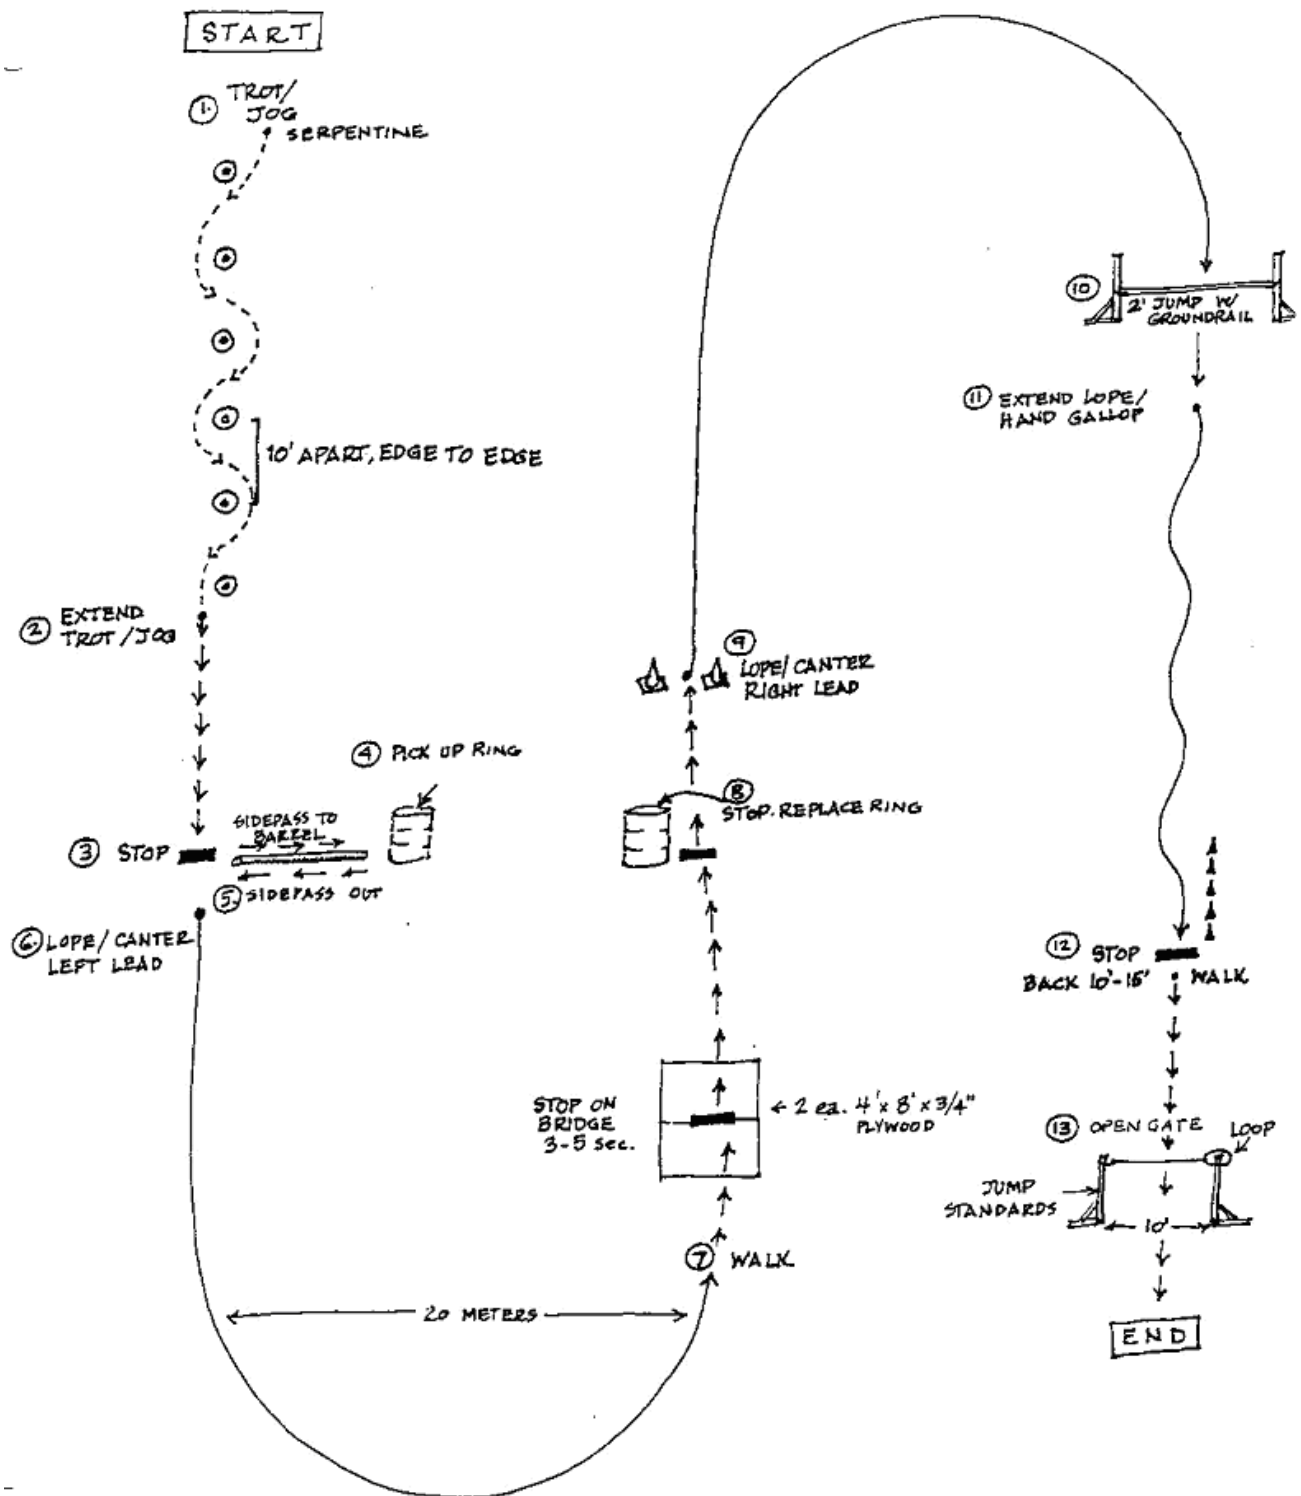 START
1. TROT/
JOG
SERPENTINE
10' APART, EDGE TO EDGE
2 EXTEND
TROT/JOG
3 STOP
SIDEPASS TO
BARREL
4 PICK UP RING
5. SIDEPASS OUT
6. LOPE/CANTER
LEFT LEAD
20 METERS
7 WALK
STOP ON
BRIDGE
3-5 sec.
← 2 ea. 4' x 8' x 3/4"
PLYWOOD
8 STOP. REPLACE RING
9 LOPE/CANTER
RIGHT LEAD
10 2' JUMP W/
GROUNDRAIL
11 EXTEND LOPE/
HAND GALLOP
12 STOP
BACK 10'-15' WALK
13 OPEN GATE
LOOP
JUMP
STANDARDS
10'
END